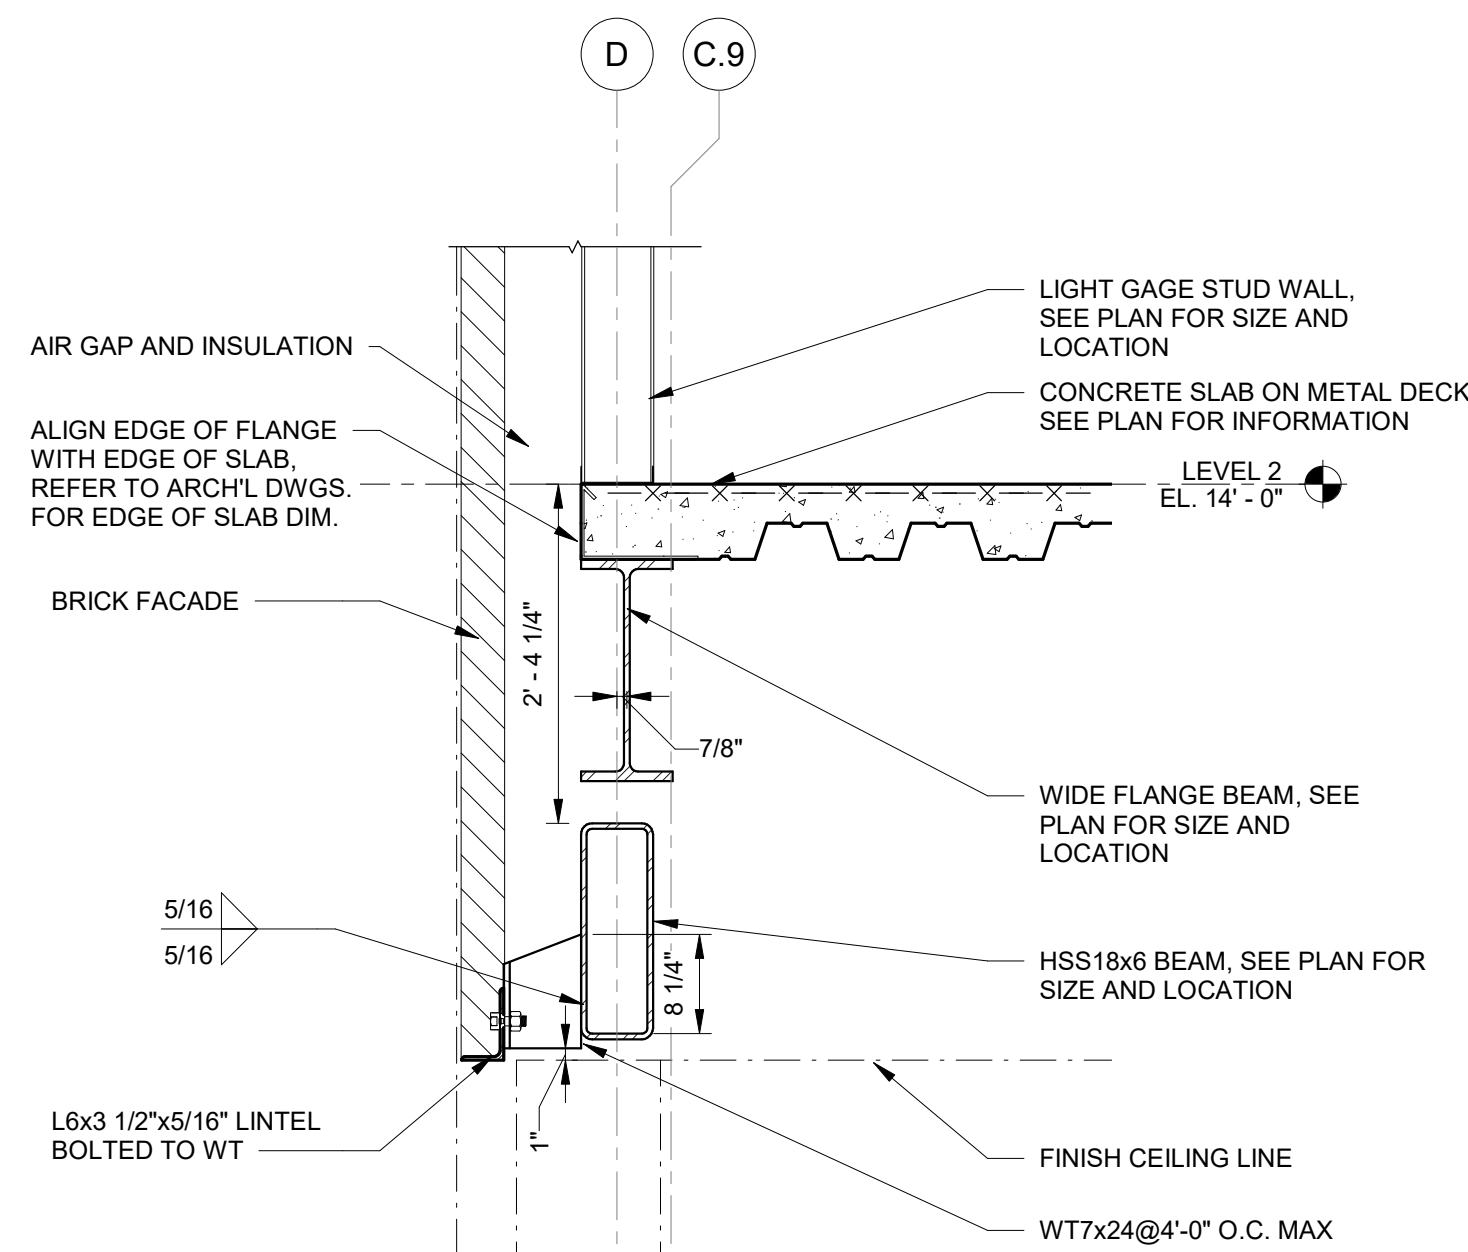 D
C.9
LIGHT GAGE STUD WALL,
SEE PLAN FOR SIZE AND
LOCATION
AIR GAP AND INSULATION
CONCRETE SLAB ON METAL DECK
SEE PLAN FOR INFORMATION
ALIGN EDGE OF FLANGE
WITH EDGE OF SLAB,
REFER TO ARCH'L DWGS.
FOR EDGE OF SLAB DIM.
LEVEL 2
EL. 14' - 0"
BRICK FACADE
2' - 4 1/4"
7/8"
WIDE FLANGE BEAM, SEE
PLAN FOR SIZE AND
LOCATION
5/16
5/16
8 1/4"
HSS18x6 BEAM, SEE PLAN FOR
SIZE AND LOCATION
L6x3 1/2"x5/16" LINTEL
BOLTED TO WT
1"
FINISH CEILING LINE
WT7x24@4'-0" O.C. MAX